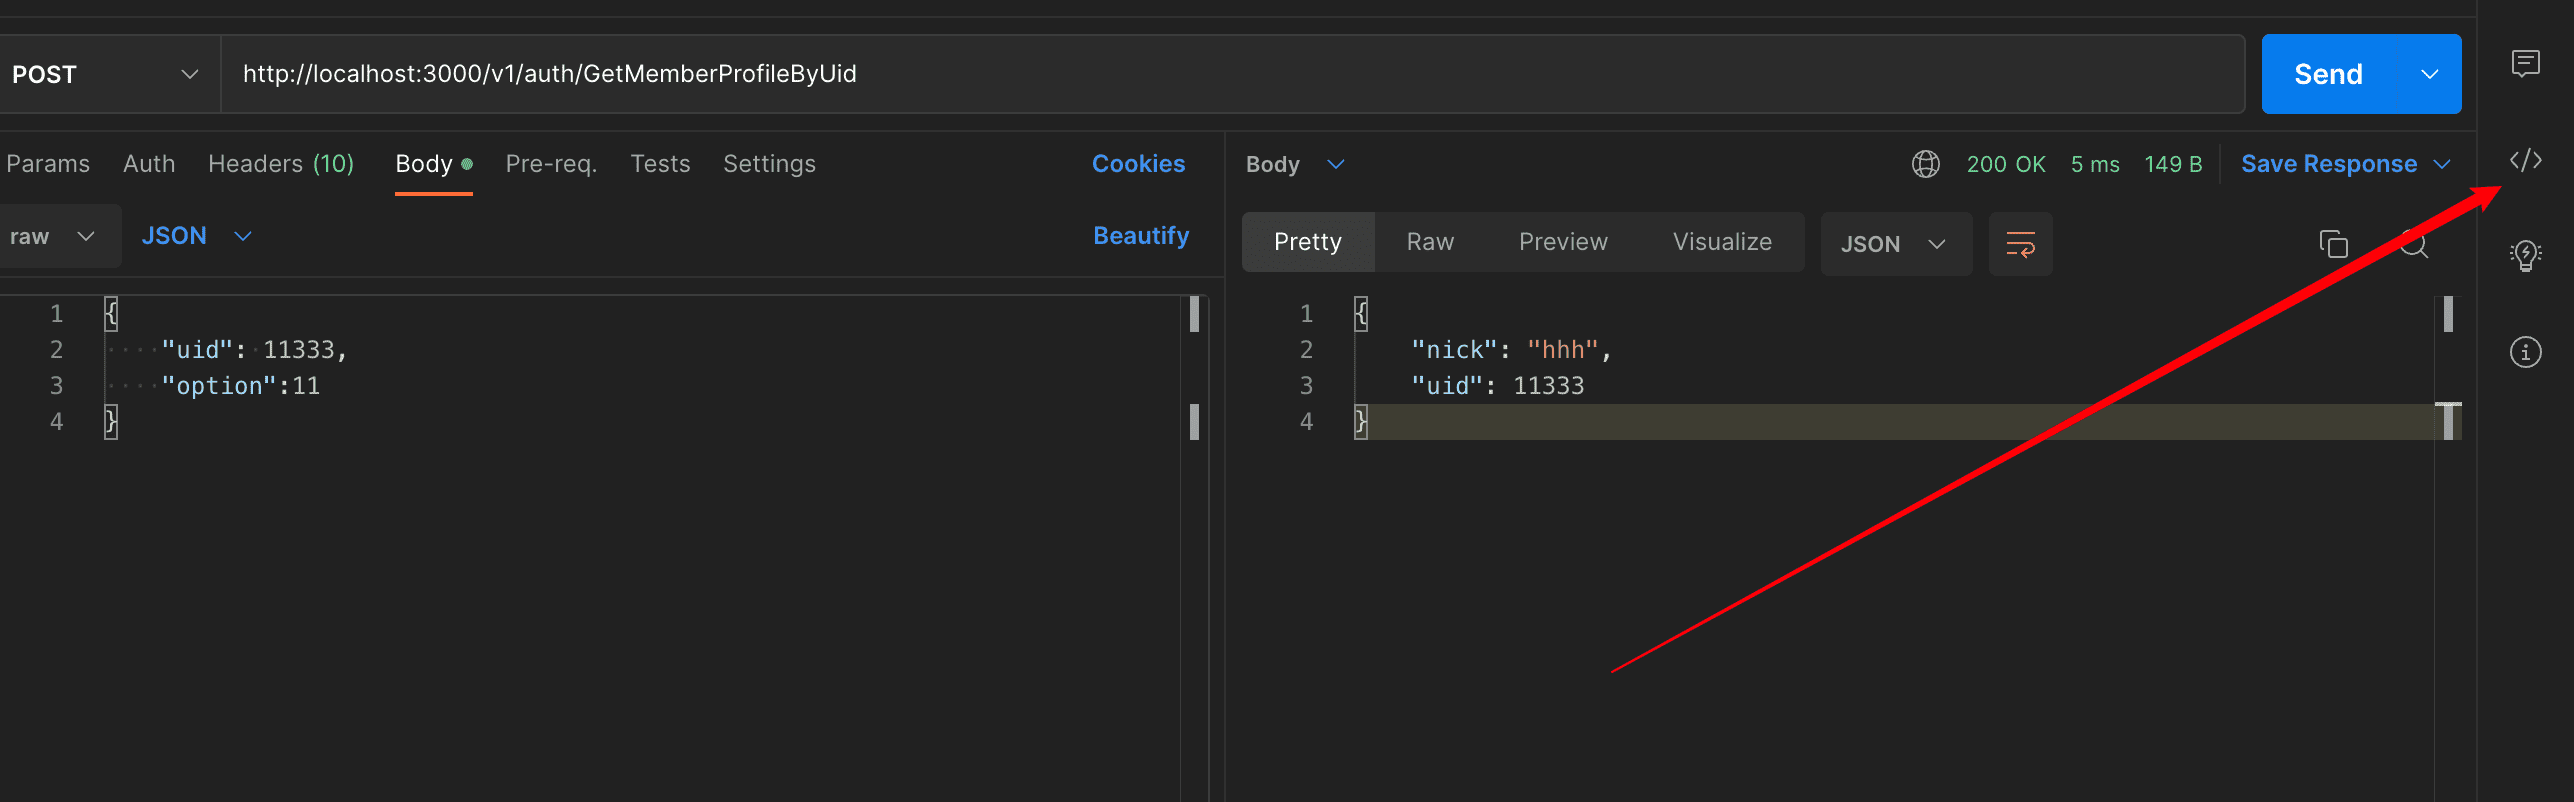 POST http://localhost:3000/v1/auth/GetMemberProfileByUid Send
Params Auth Headers (10) Body Pre-req. Tests Settings Cookies
Body 200 OK 5 ms 149 B Save Response
raw JSON Beautify
Pretty Raw Preview Visualize JSON
1 {
2 "uid": 11333,
3 "option":11
4 }
1 {
2 "nick": "hhh",
3 "uid": 11333
4 }